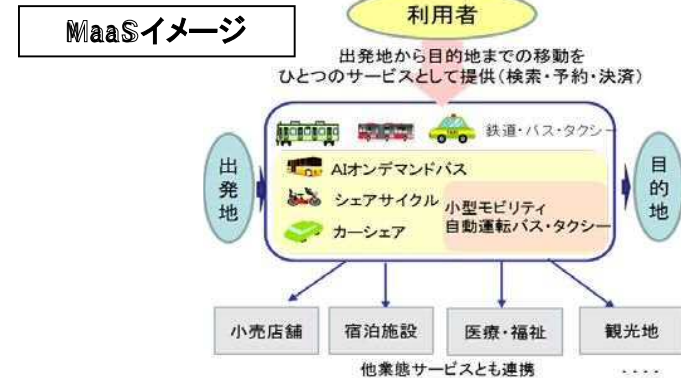 MaaSイメージ
利用者
出発地から目的地までの移動を
ひとつのサービスとして提供(検索・予約・決済)
出発地
鉄道・バス・タクシー
AIオンデマンドバス
シェアサイクル
カーシェア
小型モビリティ
自動運転バス・タクシー
目的地
小売店舗
宿泊施設
医療・福祉
観光地
他業態サービスとも連携
・・・・